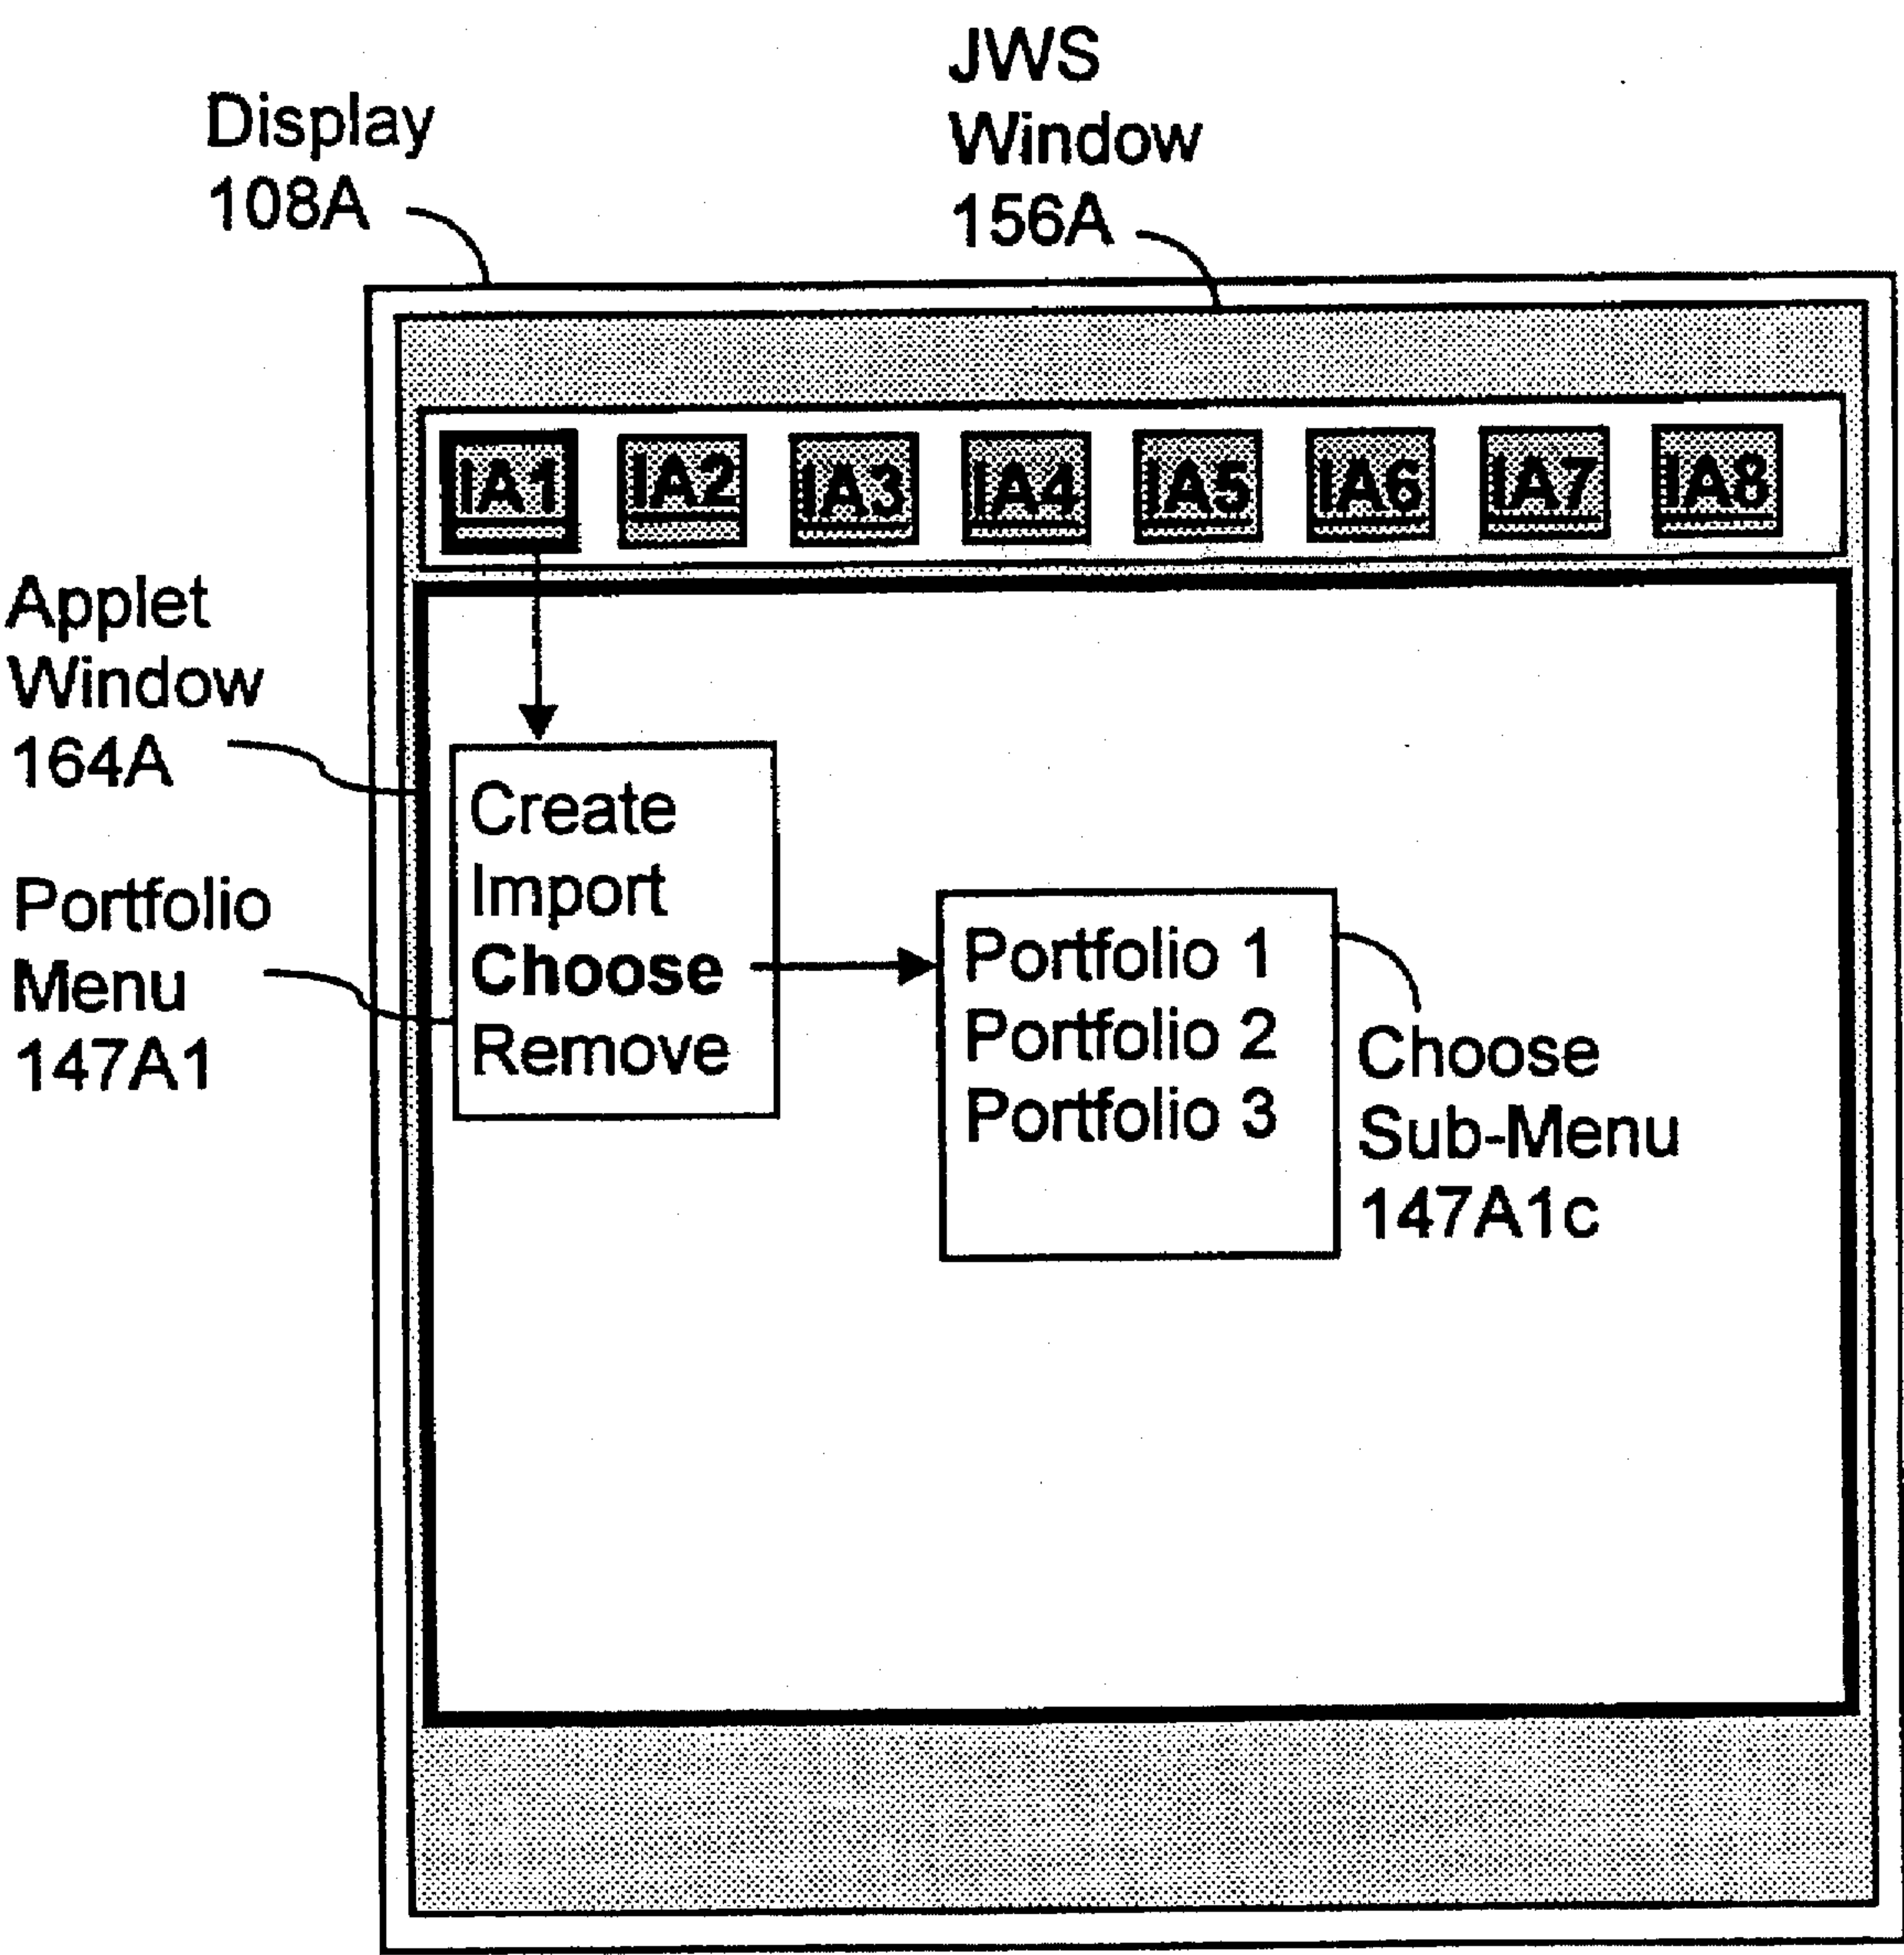 JWS
Window
156A
Display
108A
IA1 IA2 IA3 IA4 IA5 IA6 IA7 IA8
Applet
Window
164A
Portfolio
Menu
147A1
Create
Import
Choose
Remove
Portfolio 1
Portfolio 2
Portfolio 3
Choose
Sub-Menu
147A1c